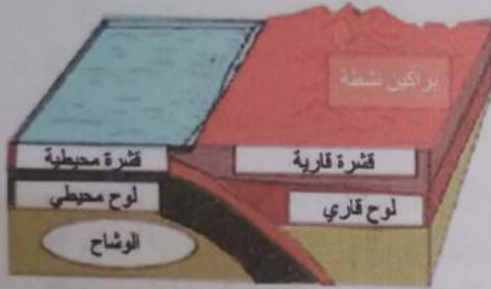 براكين نشطة
قشرة قارية
قشرة محيطية
لوح قاري
لوح محيطي
الوشاح